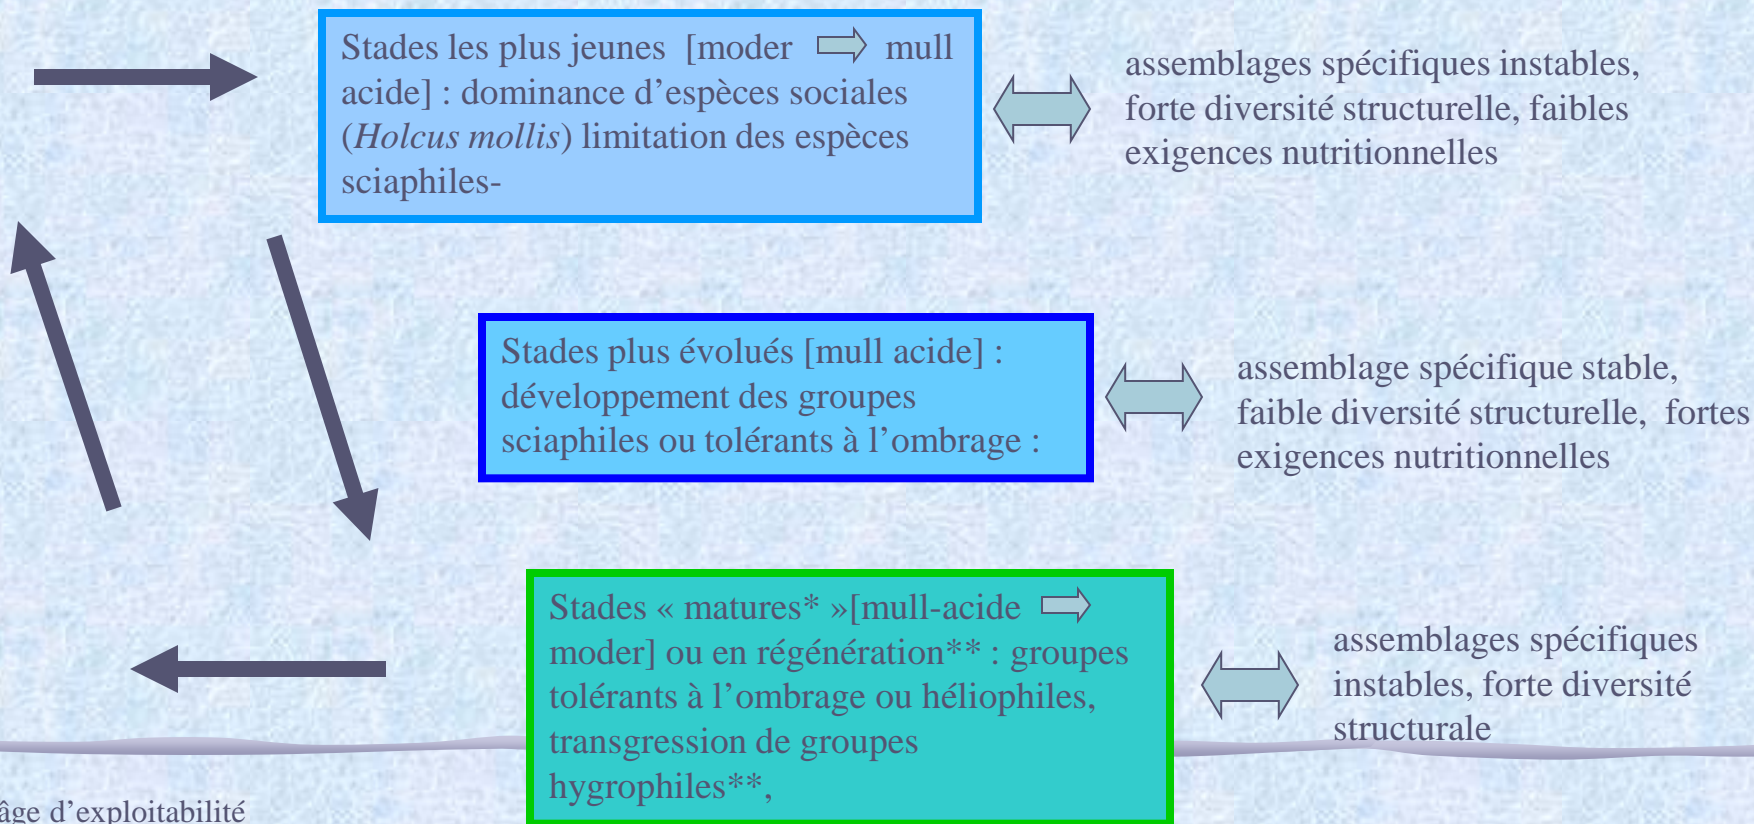 Stades les plus jeunes [moder mull
acide] : dominance d’espèces sociales
(Holcus mollis) limitation des espèces
sciaphiles-
assemblages spécifiques instables,
forte diversité structurelle, faibles
exigences nutritionnelles
Stades plus évolués [mull acide] :
développement des groupes
sciaphiles ou tolérants à l’ombrage :
assemblage spécifique stable,
faible diversité structurelle, fortes
exigences nutritionnelles
Stades « matures* »[mull-acide
moder] ou en régénération** : groupes
tolérants à l’ombrage ou héliophiles,
transgression de groupes
hygrophiles**,
assemblages spécifiques
instables, forte diversité
structurale
âge d’exploitabilité